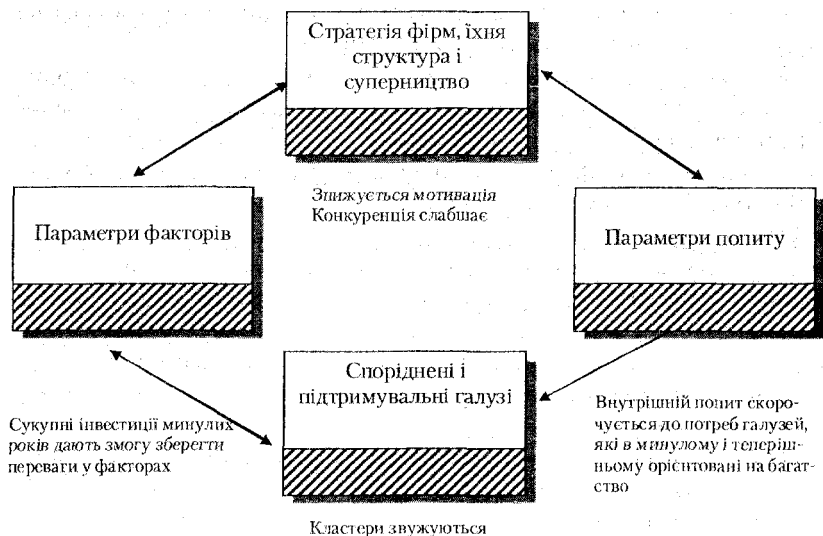 Стратегія фірм, їхня
структура і
суперництво
Знижується мотивація
Конкуренція слабшає
Параметри факторів
Параметри попиту
Споріднені і
підтримувальні галузі
Сукупні інвестиції минулих
років дають змогу зберегти
переваги у факторах
Внутрішній попит скоро-
чується до потреб галузей,
які в минулому і теперіш-
ньому орієнтовані на багат-
ство
Кластери звужуються